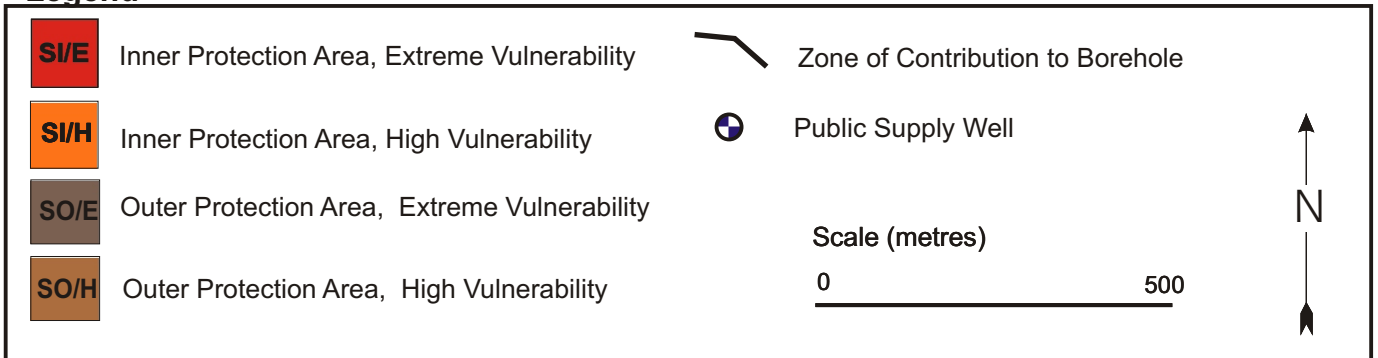 Legend
SI/E Inner Protection Area, Extreme Vulnerability
SI/H Inner Protection Area, High Vulnerability
SO/E Outer Protection Area, Extreme Vulnerability
SO/H Outer Protection Area, High Vulnerability
Zone of Contribution to Borehole
Public Supply Well
Scale (metres)
0 500
N